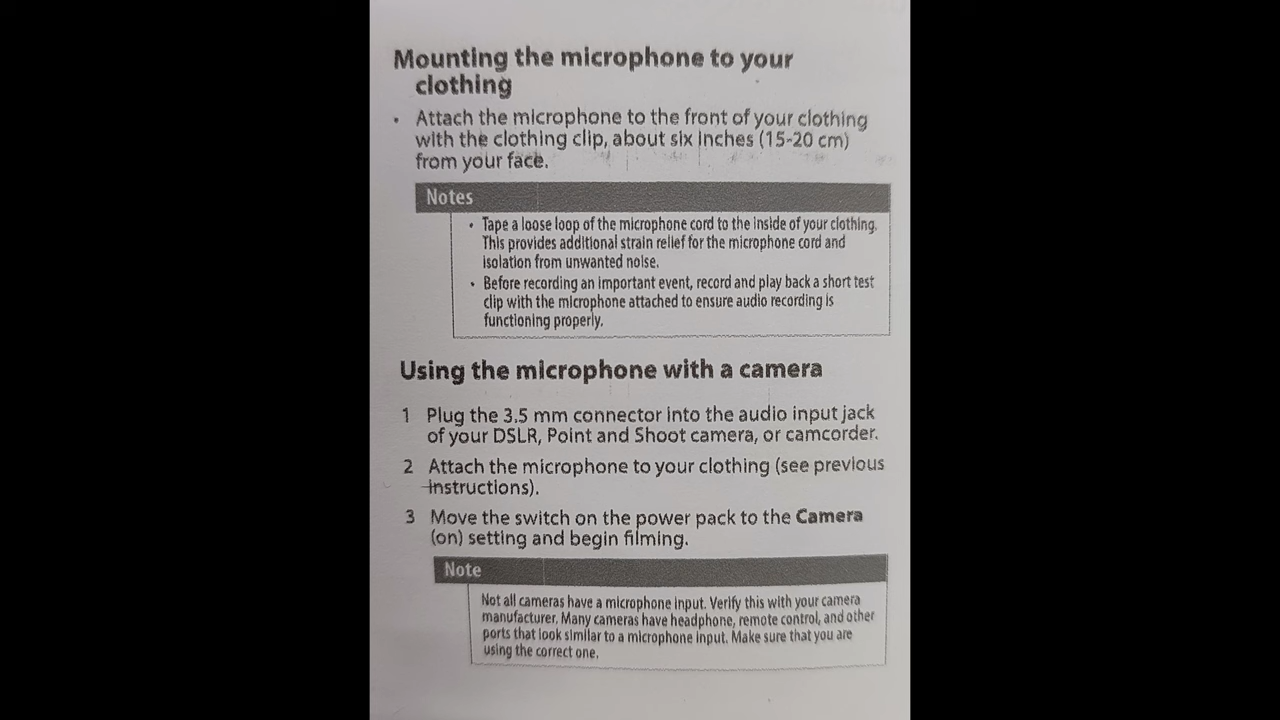 Mounting the microphone to your
clothing
• Attach the microphone to the front of your clothing
with the clothing clip, about six inches (15-20 cm)
from your face.
Notes
• Tape a loose loop of the microphone cord to the inside of your clothing.
This provides additional strain relief for the microphone cord and
isolation from unwanted noise.
• Before recording an important event, record and play back a short test
clip with the microphone attached to ensure audio recording is
functioning properly.
Using the microphone with a camera
1 Plug the 3.5 mm connector into the audio input jack
of your DSLR, Point and Shoot camera, or camcorder.
2 Attach the microphone to your clothing (see previous
instructions).
3 Move the switch on the power pack to the Camera
(on) setting and begin filming.
Note
Not all cameras have a microphone input. Verify this with your camera
manufacturer. Many cameras have headphone, remote control, and other
ports that look similar to a microphone input. Make sure that you are
using the correct one.